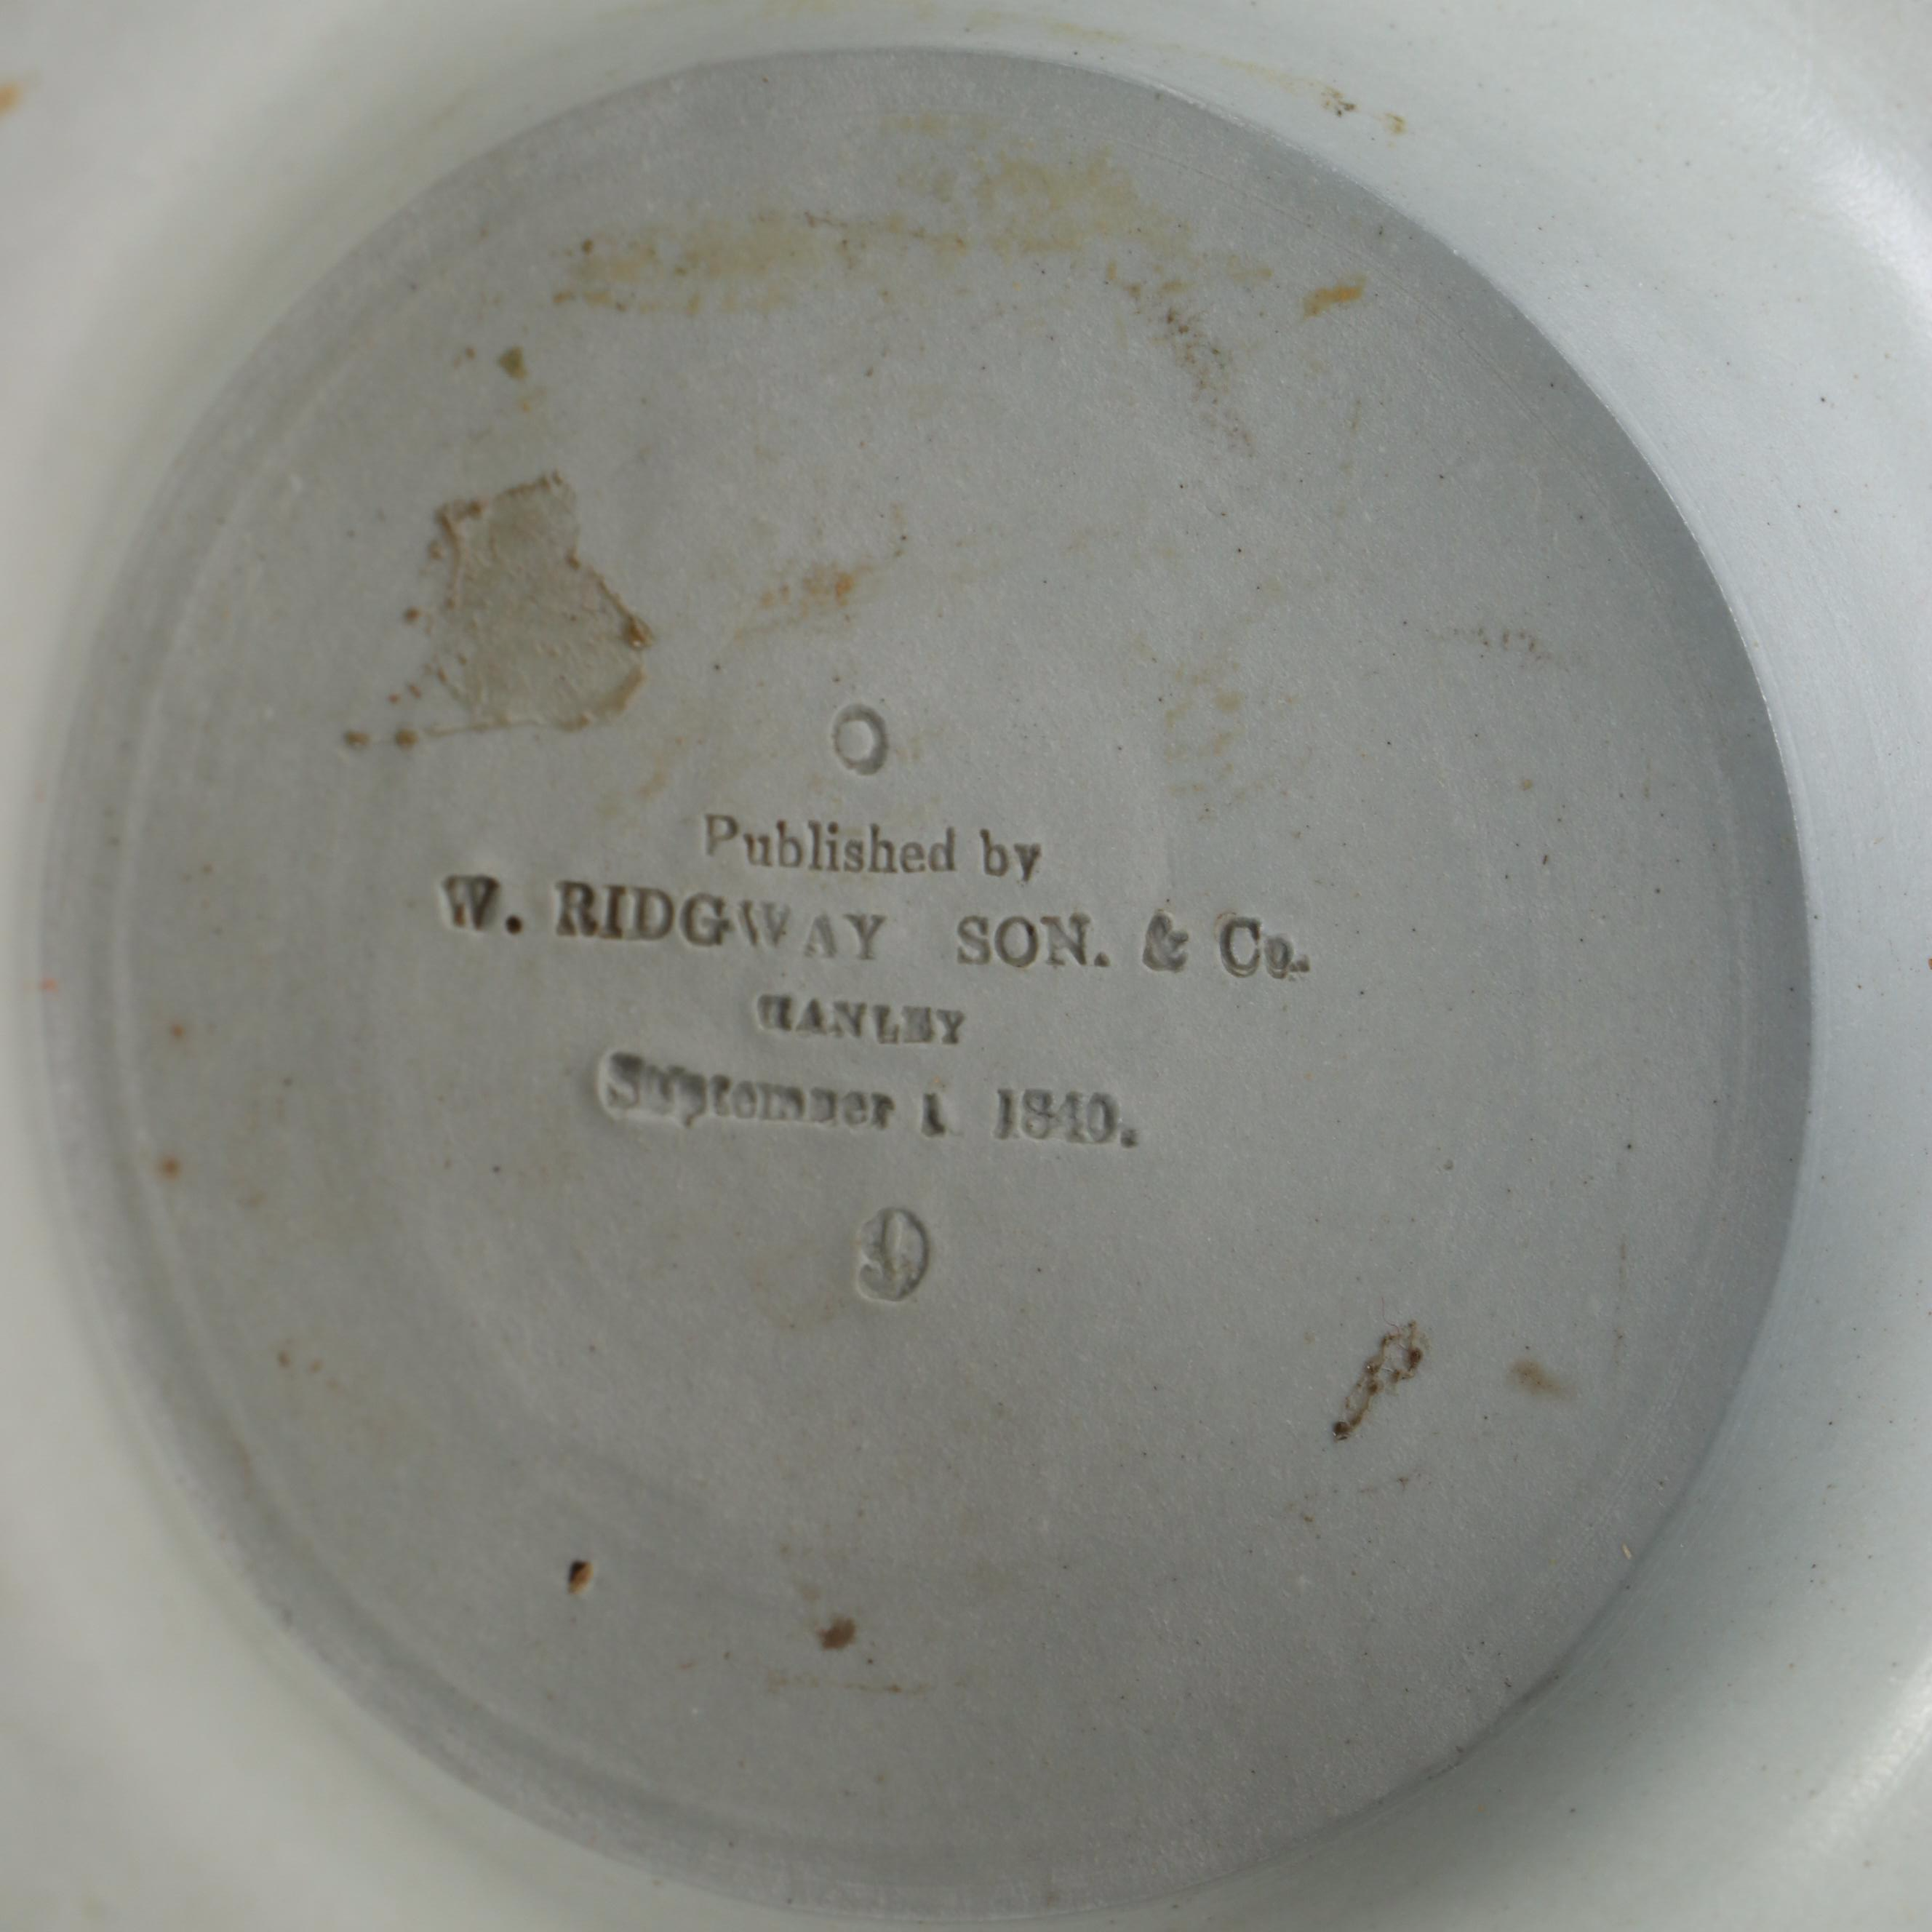 O
Published by
W. RIDGWAY SON. & Co.
HANLEY
September 1 1840.